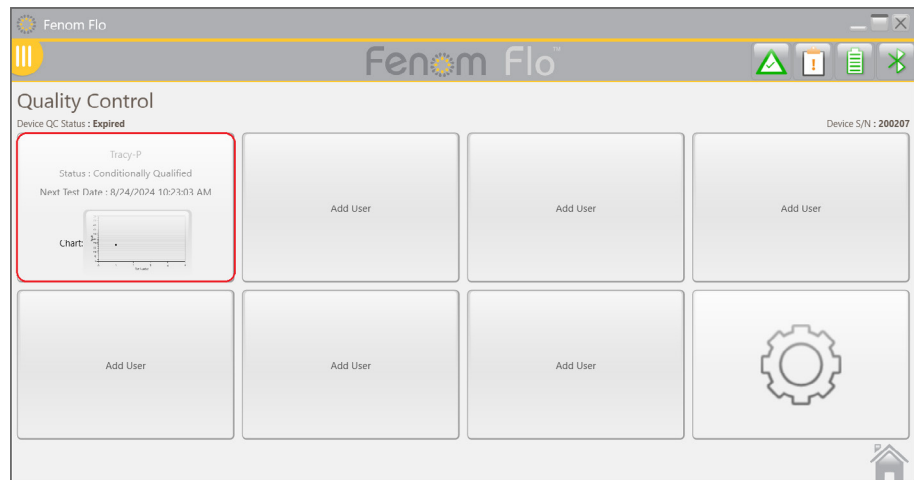 Fenom Flo
Fenom Flo™
Quality Control
Device QC Status : Expired
Device S/N : 200207
Tracy-P
Status : Conditionally Qualified
Next Test Date : 8/24/2024 10:23:03 AM
Chart:
Add User
Add User
Add User
Add User
Add User
Add User